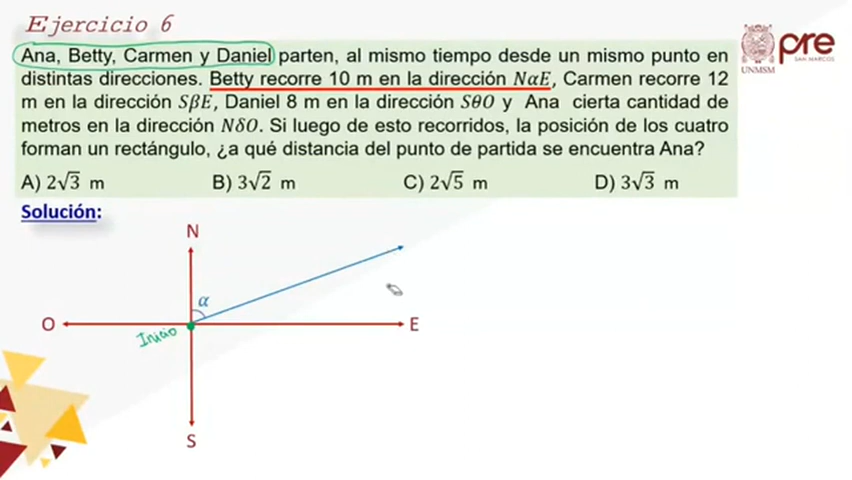 Ejercicio 6
Ana, Betty, Carmen y Daniel parten, al mismo tiempo desde un mismo punto en
distintas direcciones. Betty recorre 10 m en la dirección NαE, Carmen recorre 12
m en la dirección SβE, Daniel 8 m en la dirección SθO y Ana cierta cantidad de
metros en la dirección NδO. Si luego de esto recorridos, la posición de los cuatro
forman un rectángulo, ¿a qué distancia del punto de partida se encuentra Ana?
A) 2√3 m B) 3√2 m C) 2√5 m D) 3√3 m
UNMSM
pre
SAN MARCOS
Solución:
N
α
O
E
Inicio
S